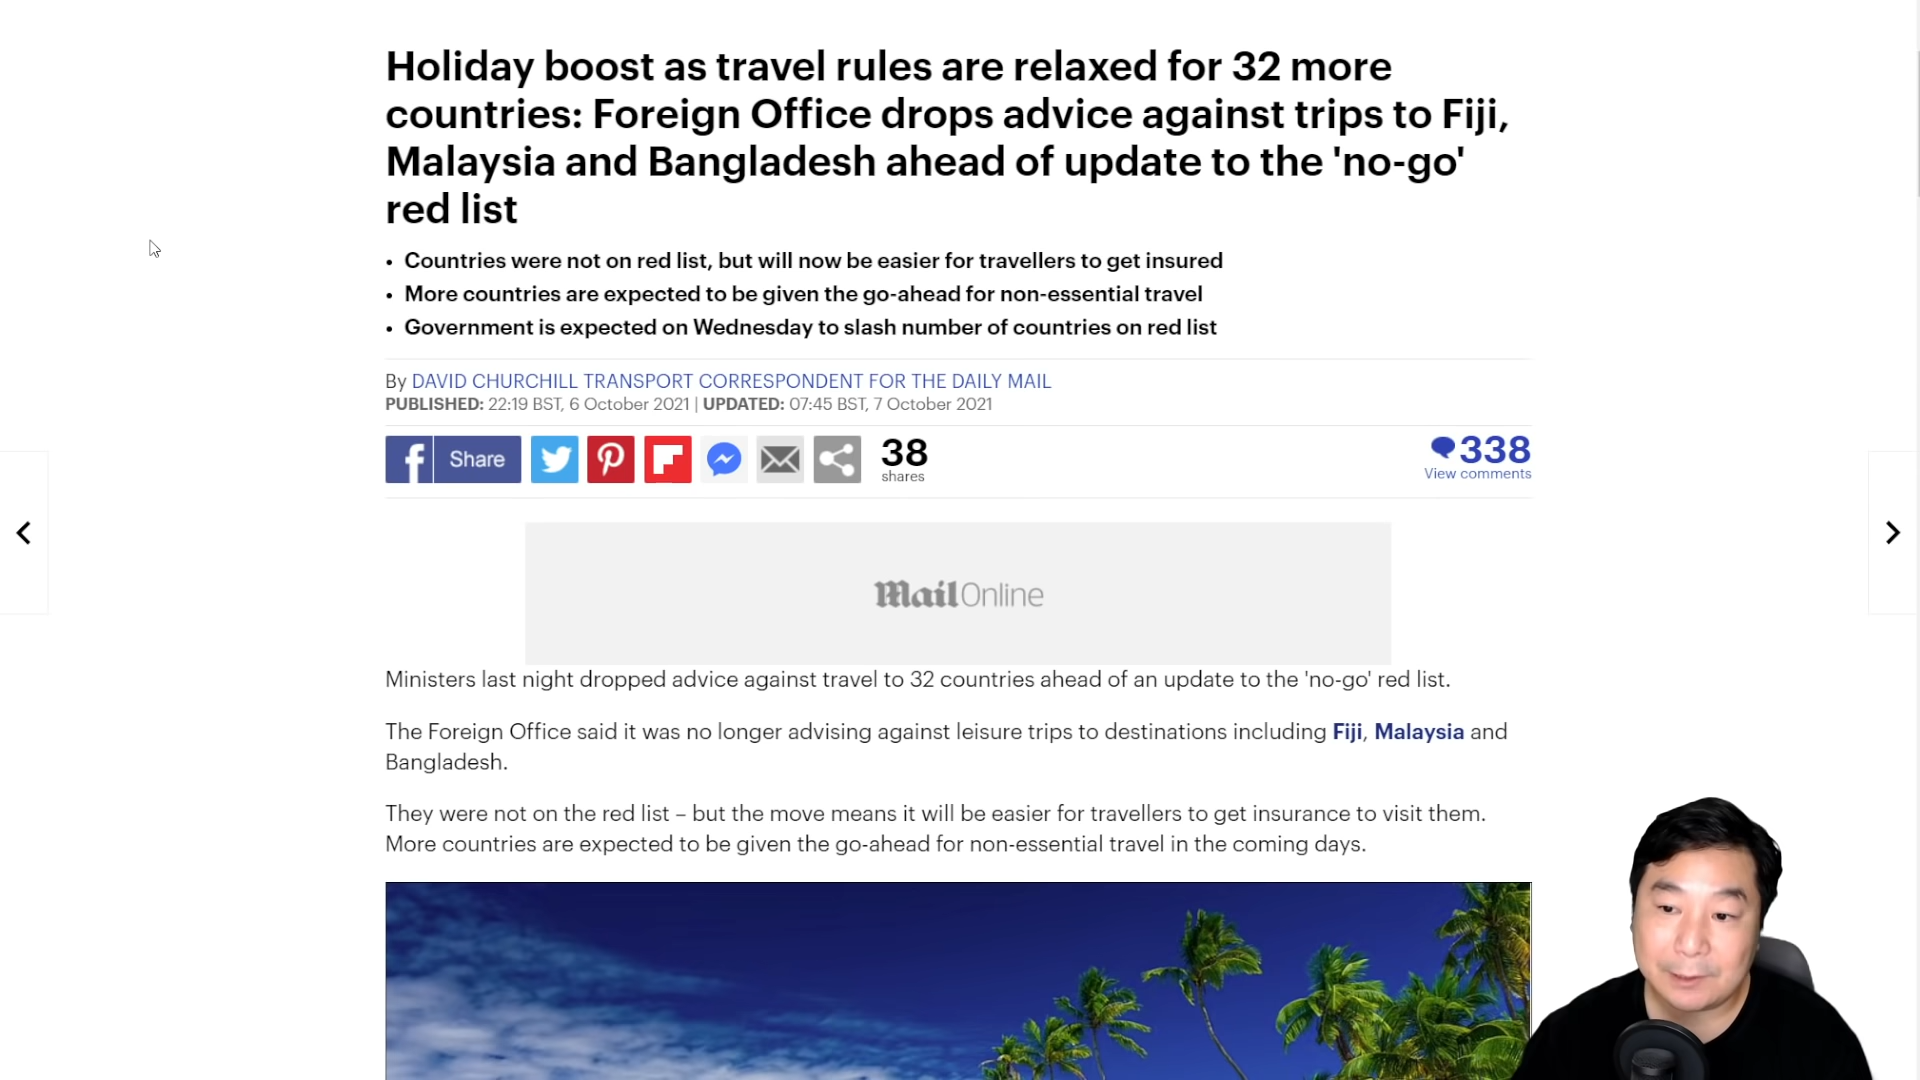 Holiday boost as travel rules are relaxed for 32 more
countries: Foreign Office drops advice against trips to Fiji,
Malaysia and Bangladesh ahead of update to the 'no-go'
red list
• Countries were not on red list, but will now be easier for travellers to get insured
• More countries are expected to be given the go-ahead for non-essential travel
• Government is expected on Wednesday to slash number of countries on red list
By DAVID CHURCHILL TRANSPORT CORRESPONDENT FOR THE DAILY MAIL
PUBLISHED: 22:19 BST, 6 October 2021 | UPDATED: 07:45 BST, 7 October 2021
Share
38
shares
338
View comments
Mail Online
Ministers last night dropped advice against travel to 32 countries ahead of an update to the 'no-go' red list.
The Foreign Office said it was no longer advising against leisure trips to destinations including Fiji, Malaysia and
Bangladesh.
They were not on the red list – but the move means it will be easier for travellers to get insurance to visit them.
More countries are expected to be given the go-ahead for non-essential travel in the coming days.